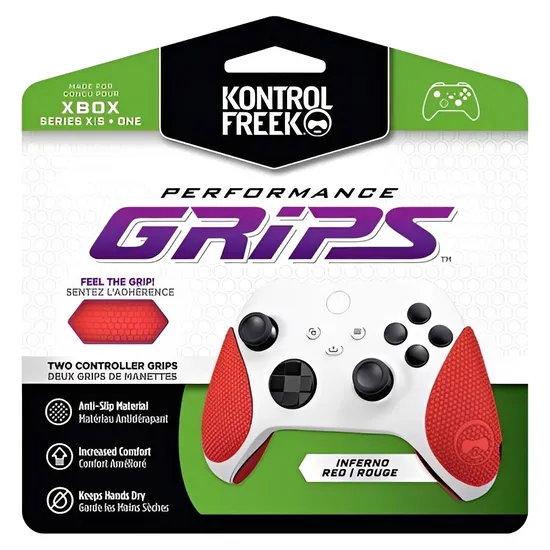 MADE FOR
CONÇU POUR
XBOX
SERIES X|S • ONE
KONTROL
FREEK
PERFORMANCE
GRiPS
TM
FEEL THE GRIP!
SENTEZ L'ADHÉRENCE
TWO CONTROLLER GRIPS
DEUX GRIPS DE MANETTES
Anti-Slip Material
Matériau Antidérapant
Increased Comfort
Confort Amélioré
Keeps Hands Dry
Garde les Mains Sèches
INFERNO
RED | ROUGE